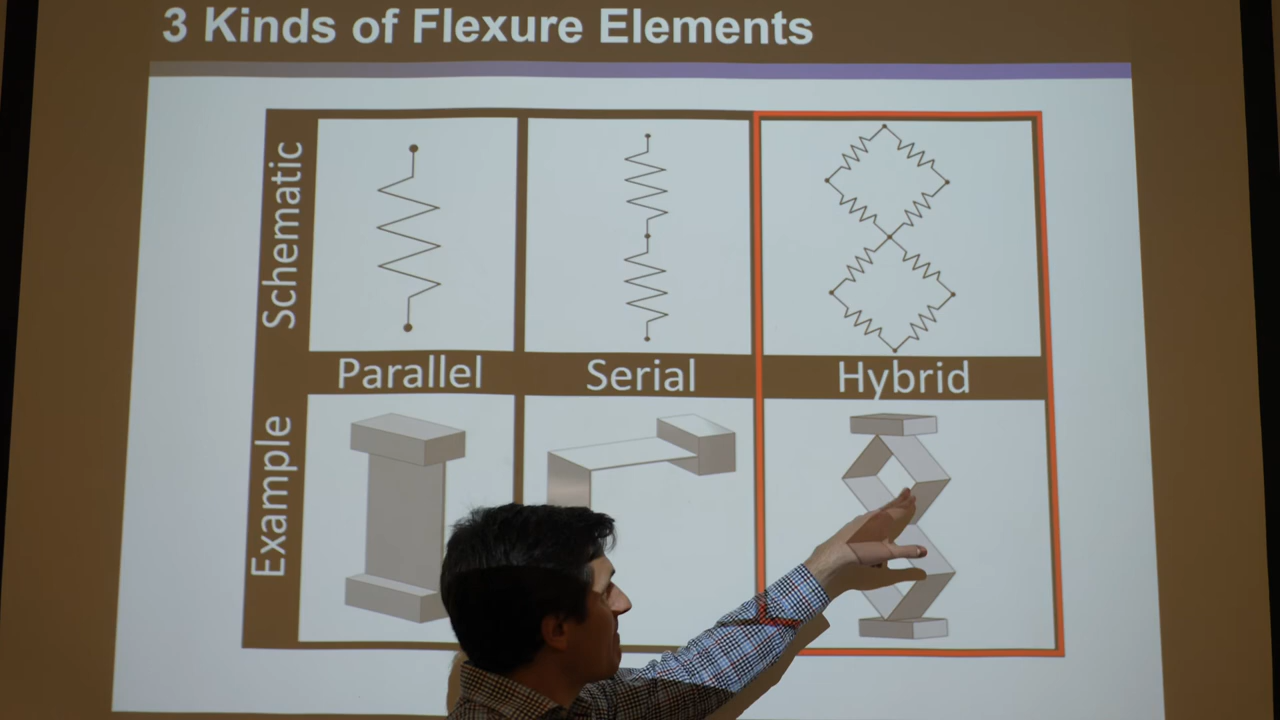 3 Kinds of Flexure Elements
Schematic
Parallel
Serial
Hybrid
Example